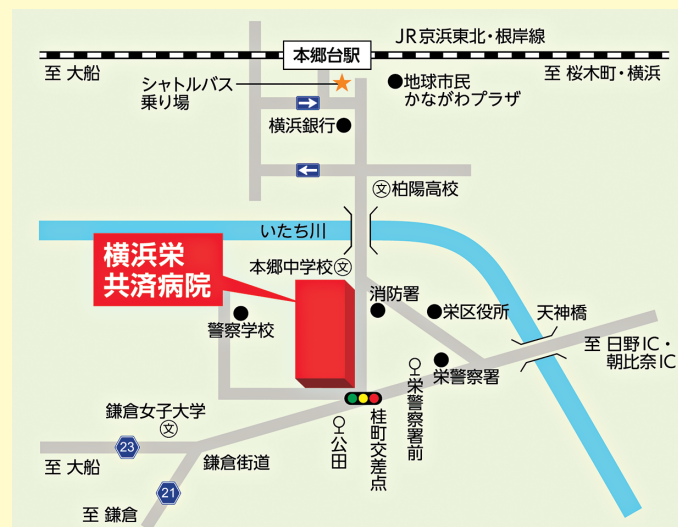 JR京浜東北・根岸線
本郷台駅
至 大船
至 桜木町・横浜
シャトルバス
乗り場
地球市民
かながわプラザ
横浜銀行
文柏陽高校
いたち川
横浜栄
共済病院
本郷中学校文
消防署
栄区役所
天神橋
警察学校
至 日野IC・
朝比奈IC
栄警察署
栄警察署前
鎌倉女子大学
文
公田
桂町交差点
鎌倉街道
23
至 大船
21
至 鎌倉